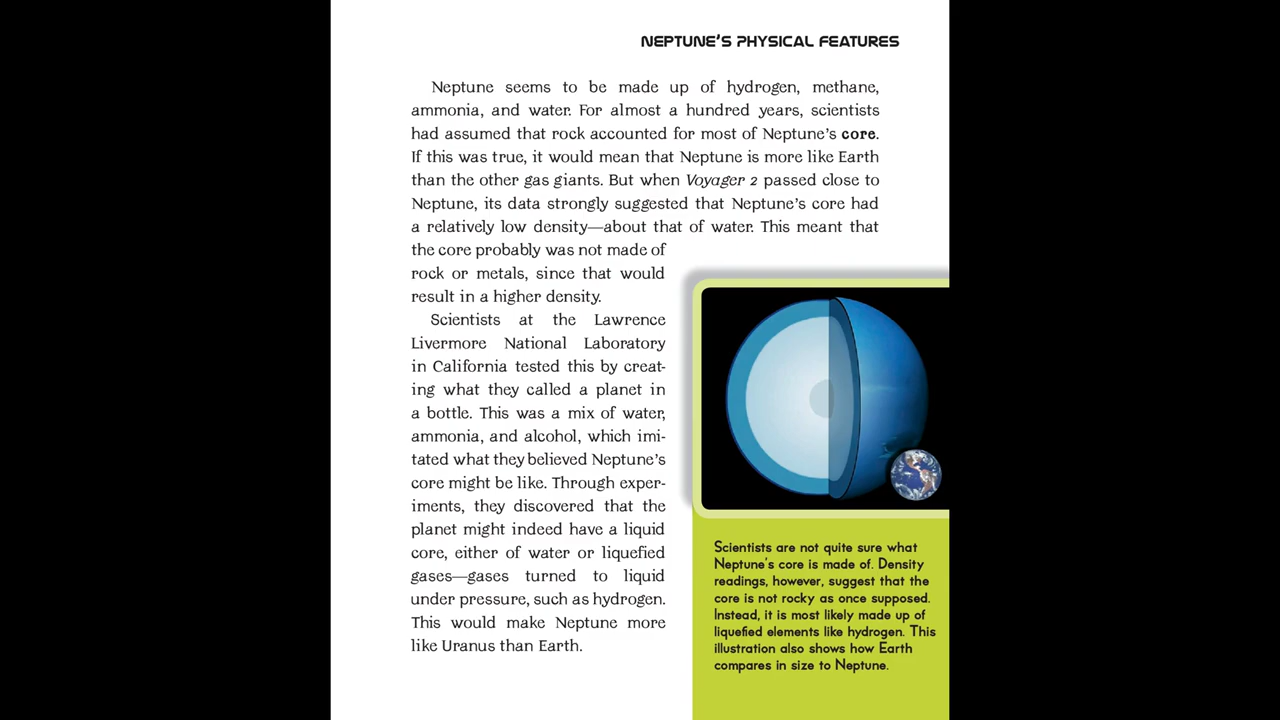 NEPTUNE'S PHYSICAL FEATURES
Neptune seems to be made up of hydrogen, methane,
ammonia, and water. For almost a hundred years, scientists
had assumed that rock accounted for most of Neptune's core.
If this was true, it would mean that Neptune is more like Earth
than the other gas giants. But when Voyager 2 passed close to
Neptune, its data strongly suggested that Neptune's core had
a relatively low density—about that of water. This meant that
the core probably was not made of
rock or metals, since that would
result in a higher density.
Scientists at the Lawrence
Livermore National Laboratory
in California tested this by creat-
ing what they called a planet in
a bottle. This was a mix of water,
ammonia, and alcohol, which imi-
tated what they believed Neptune's
core might be like. Through exper-
iments, they discovered that the
planet might indeed have a liquid
core, either of water or liquefied
gases—gases turned to liquid
under pressure, such as hydrogen.
This would make Neptune more
like Uranus than Earth.
Scientists are not quite sure what
Neptune's core is made of. Density
readings, however, suggest that the
core is not rocky as once supposed.
Instead, it is most likely made up of
liquefied elements like hydrogen. This
illustration also shows how Earth
compares in size to Neptune.